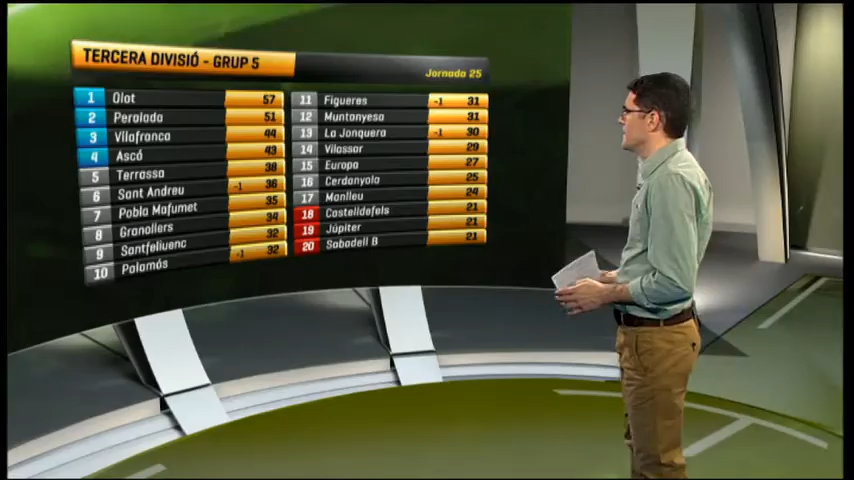 TERCERA DIVISIÓ - GRUP 5
Jornada 25
1 Olot 57
2 Peralada 51
3 Vilafranca 44
4 Ascó 43
5 Terrassa 38
6 Sant Andreu -1 36
7 Pobla Mafumet 35
8 Granollers 34
9 Santfeliuenc 32
10 Palamós -1 32
11 Figueres -1 31
12 Muntanyesa 31
13 La Jonquera -1 30
14 Vilassar 29
15 Europa 27
16 Cerdanyola 25
17 Manlleu 24
18 Castelldefels 21
19 Júpiter 21
20 Sabadell B 21